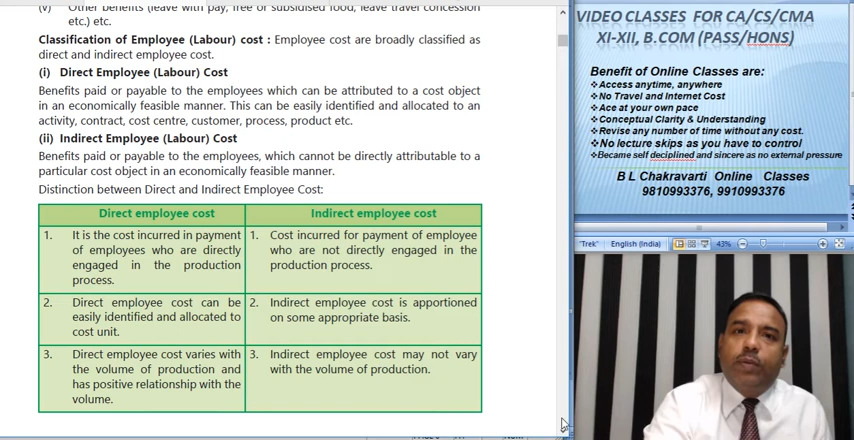 (v) Other benefits (leave with pay, free or subsidised food, leave travel concession
etc.) etc.
Classification of Employee (Labour) cost : Employee cost are broadly classified as
direct and indirect employee cost.
(i) Direct Employee (Labour) Cost
Benefits paid or payable to the employees which can be attributed to a cost object
in an economically feasible manner. This can be easily identified and allocated to an
activity, contract, cost centre, customer, process, product etc.
(ii) Indirect Employee (Labour) Cost
Benefits paid or payable to the employees, which cannot be directly attributable to a
particular cost object in an economically feasible manner.
Distinction between Direct and Indirect Employee Cost:
Direct employee cost
1. It is the cost incurred in payment
of employees who are directly
engaged in the production
process.
2. Direct employee cost can be
easily identified and allocated to
cost unit.
3. Direct employee cost varies with
the volume of production and
has positive relationship with the
volume.
Indirect employee cost
1. Cost incurred for payment of employee
who are not directly engaged in the
production process.
2. Indirect employee cost is apportioned
on some appropriate basis.
3. Indirect employee cost may not vary
with the volume of production.
VIDEO CLASSES FOR CA/CS/CMA
XI-XII, B.COM (PASS/HONS)
Benefit of Online Classes are:
Access anytime, anywhere
No Travel and Internet Cost
Ace at your own pace
Conceptual Clarity & Understanding
Revise any number of time without any cost.
No lecture skips as you have to control
Became self deciplined and sincere as no external pressure
B L Chakravarti Online Classes
9810993376, 9910993376
"Trek" English (India) 43%